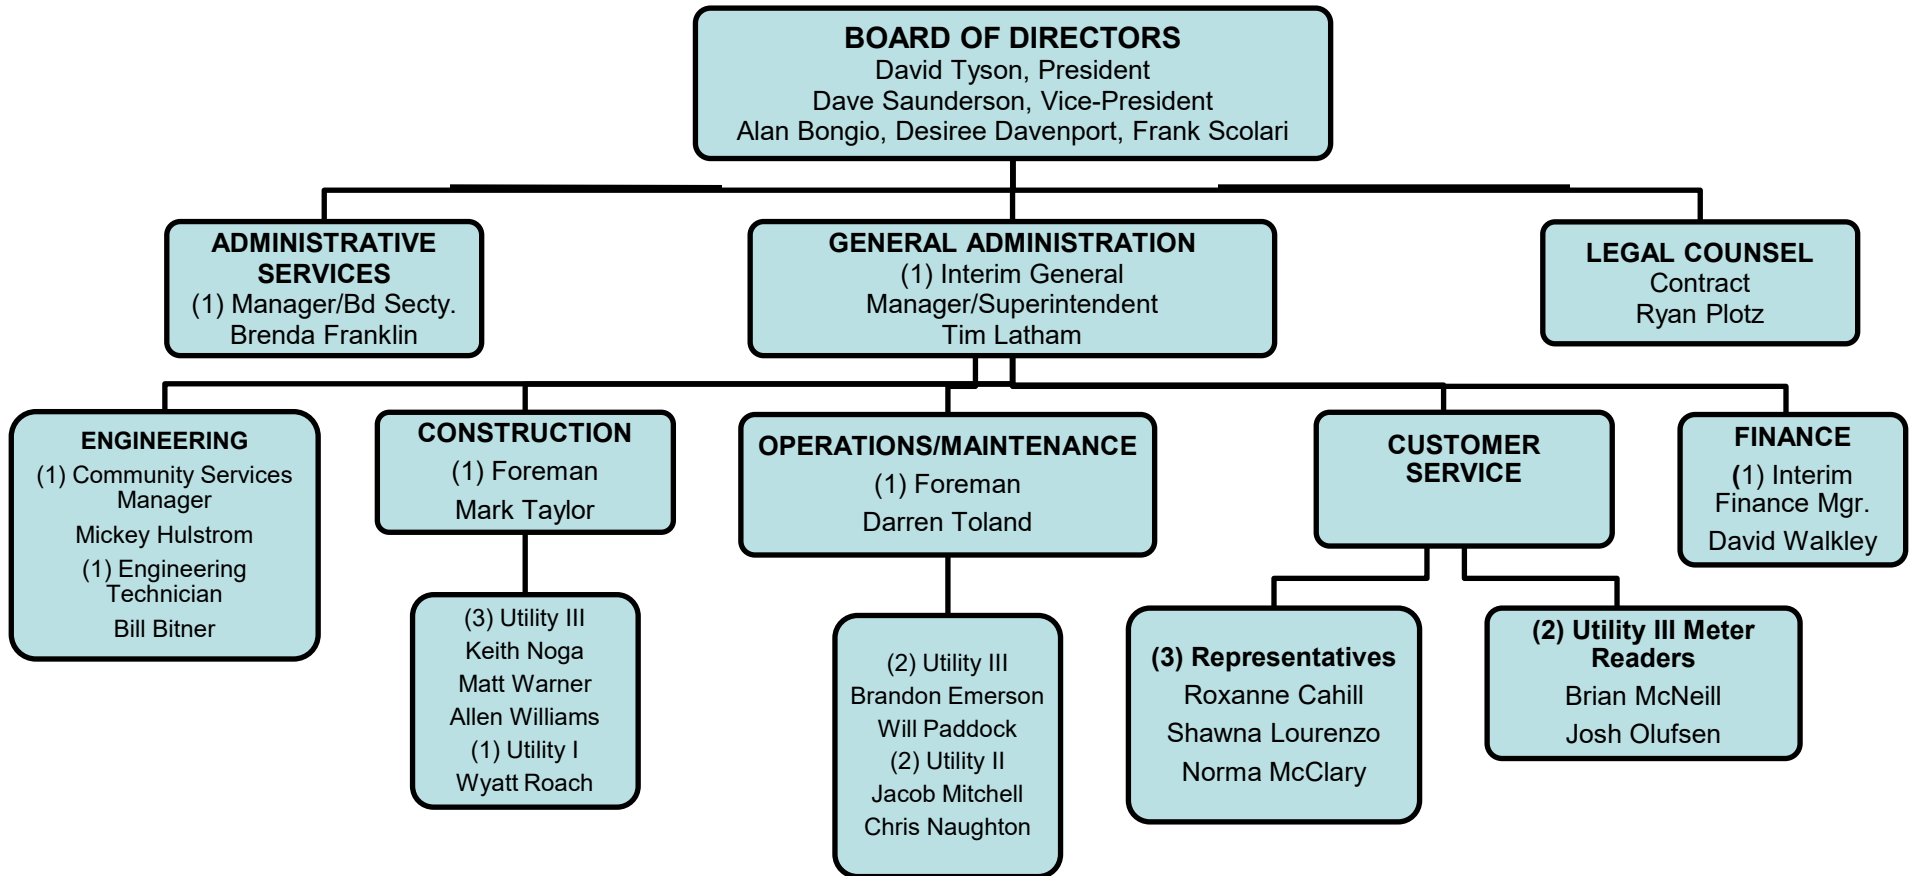 BOARD OF DIRECTORS
David Tyson, President
Dave Saunderson, Vice-President
Alan Bongio, Desiree Davenport, Frank Scolari
ADMINISTRATIVE
SERVICES
(1) Manager/Bd Secty.
Brenda Franklin
GENERAL ADMINISTRATION
(1) Interim General
Manager/Superintendent
Tim Latham
LEGAL COUNSEL
Contract
Ryan Plotz
ENGINEERING
(1) Community Services
Manager
Mickey Hulstrom
(1) Engineering
Technician
Bill Bitner
CONSTRUCTION
(1) Foreman
Mark Taylor
OPERATIONS/MAINTENANCE
(1) Foreman
Darren Toland
CUSTOMER
SERVICE
FINANCE
(1) Interim
Finance Mgr.
David Walkley
(3) Utility III
Keith Noga
Matt Warner
Allen Williams
(1) Utility I
Wyatt Roach
(2) Utility III
Brandon Emerson
Will Paddock
(2) Utility II
Jacob Mitchell
Chris Naughton
(3) Representatives
Roxanne Cahill
Shawna Lourenzo
Norma McClary
(2) Utility III Meter
Readers
Brian McNeill
Josh Olufsen